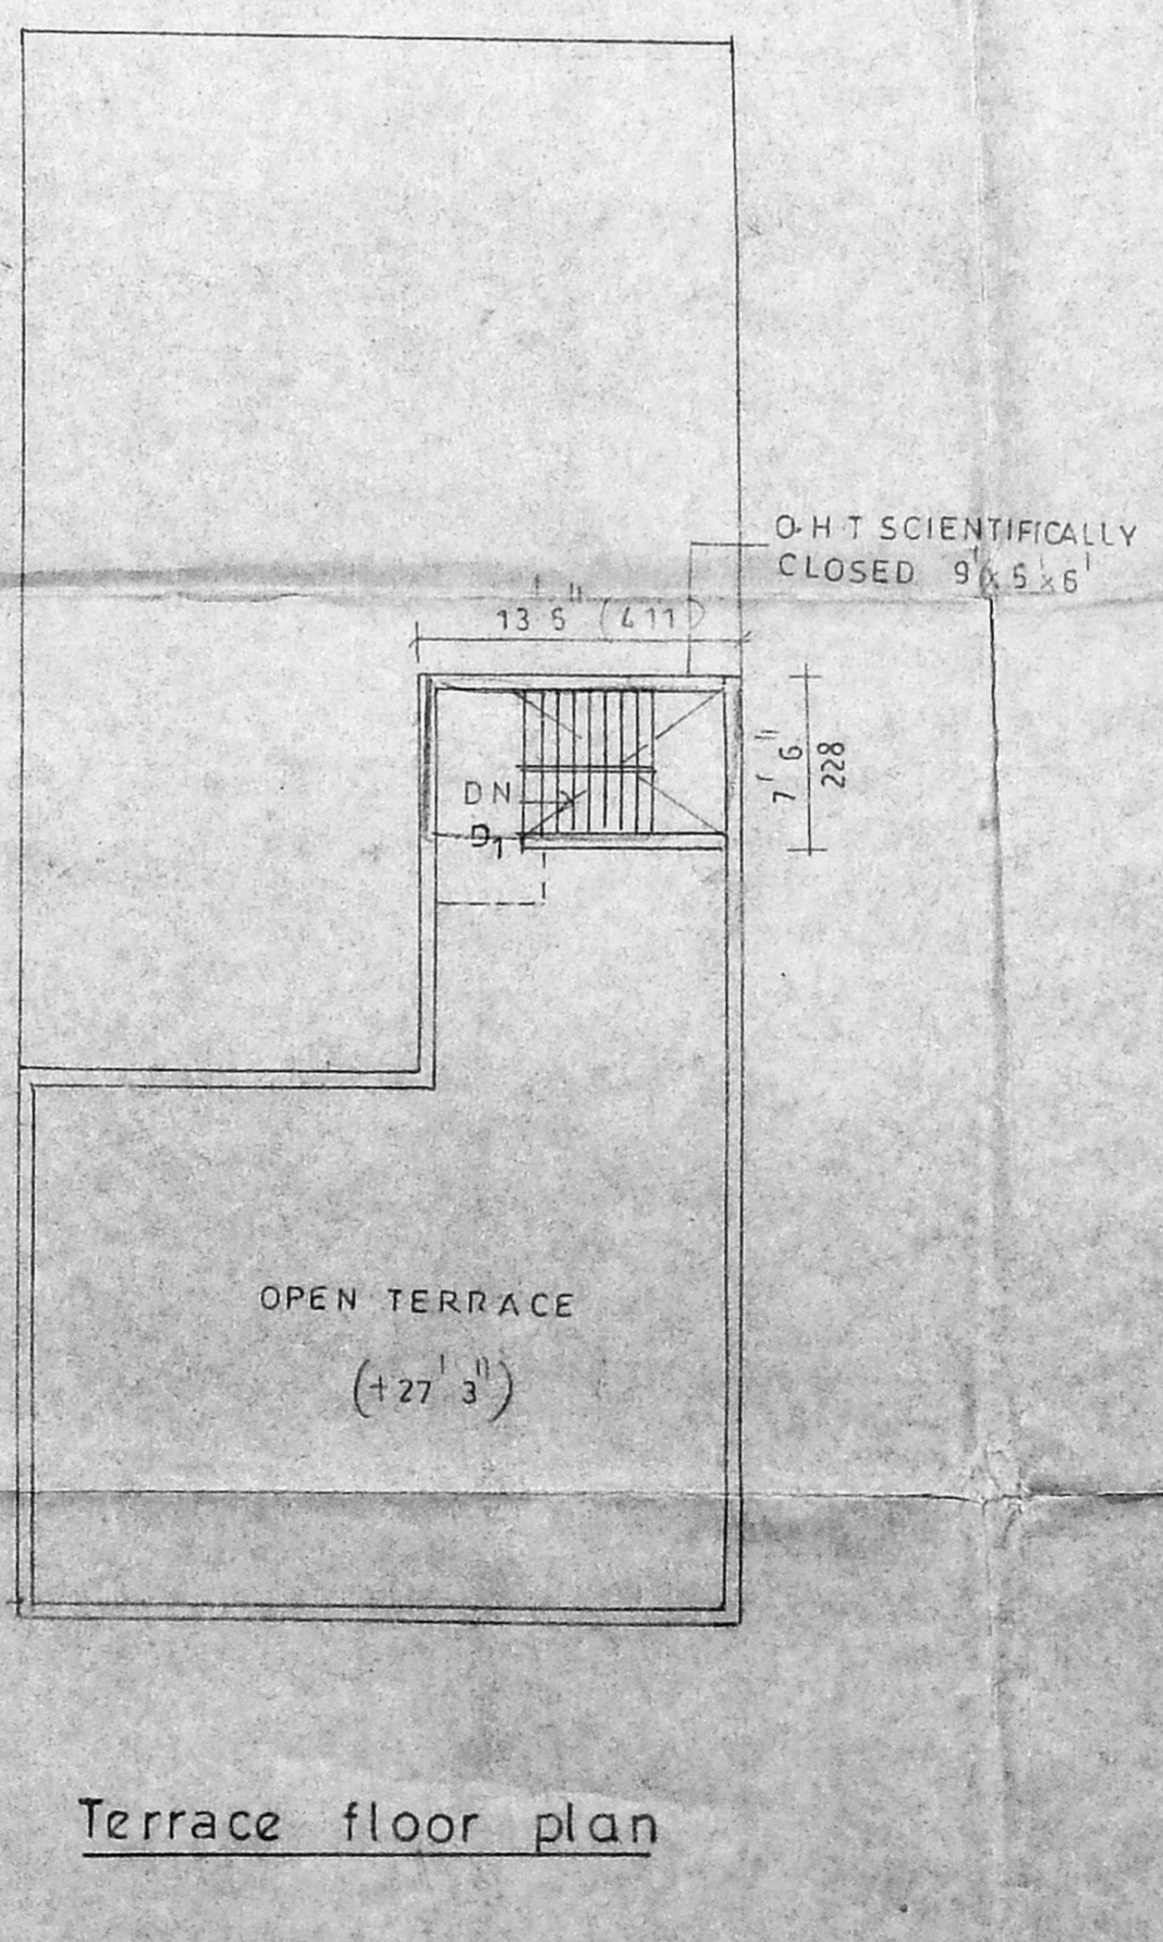 O.H.T SCIENTIFICALLY
CLOSED 9'x5'x6'
13' 6" (411)
7' 6"
228
DN
D1
OPEN TERRACE
(+27' 3")
Terrace floor plan